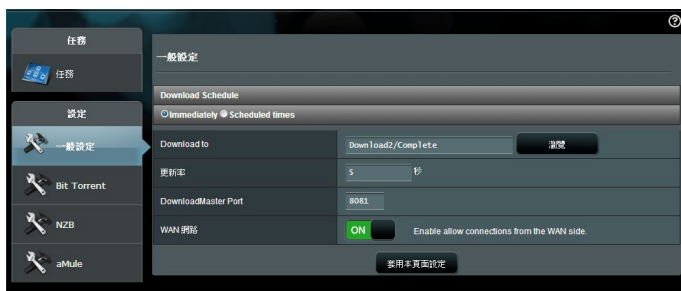 任務
任務
設定
一般設定
Bit Torrent
NZB
aMule
一般設定
Download Schedule
Immediately Scheduled times
Download to Download2/Complete 瀏覽
更新率 5 秒
DownloadMaster Port 8081
WAN 網路 ON Enable allow connections from the WAN side.
套用本頁面設定